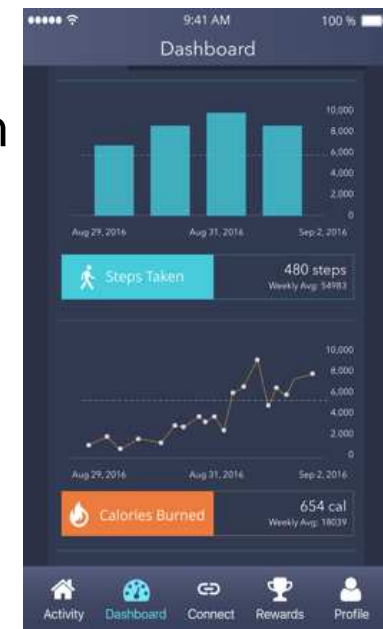 9:41 AM 100 %
Dashboard
10,000
8,000
6,000
4,000
2,000
0
Aug 29, 2016 Aug 31, 2016 Sep 2, 2016
Steps Taken 480 steps
Weekly Avg: 54983
10,000
8,000
6,000
4,000
2,000
0
Aug 29, 2016 Aug 31, 2016 Sep 2, 2016
Calories Burned 654 cal
Weekly Avg: 18039
Activity Dashboard Connect Rewards Profile